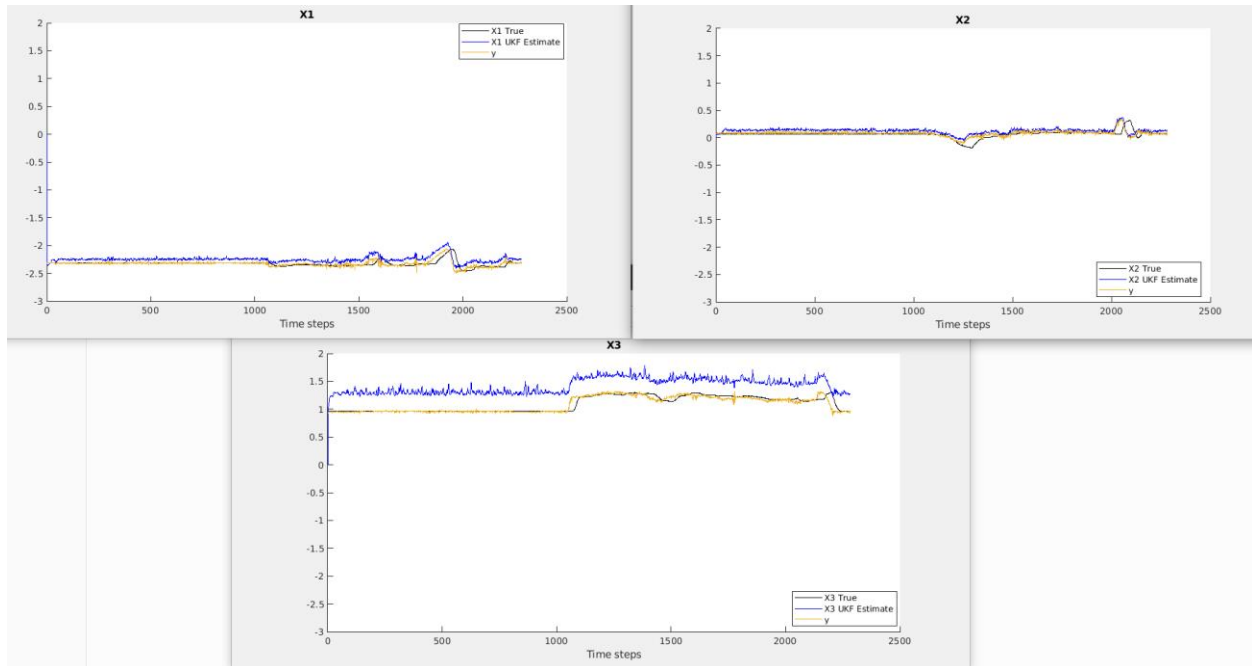 X1
2
1.5
1
0.5
0
-0.5
-1
-1.5
-2
-2.5
-3
0 500 1000 1500 2000 2500
Time steps
X1 True
X1 UKF Estimate
y
X2
2
1.5
1
0.5
0
-0.5
-1
-1.5
-2
-2.5
-3
0 500 1000 1500 2000 2500
Time steps
X2 True
X2 UKF Estimate
y
X3
2
1.5
1
0.5
0
-0.5
-1
-1.5
-2
-2.5
-3
0 500 1000 1500 2000 2500
Time steps
X3 True
X3 UKF Estimate
y